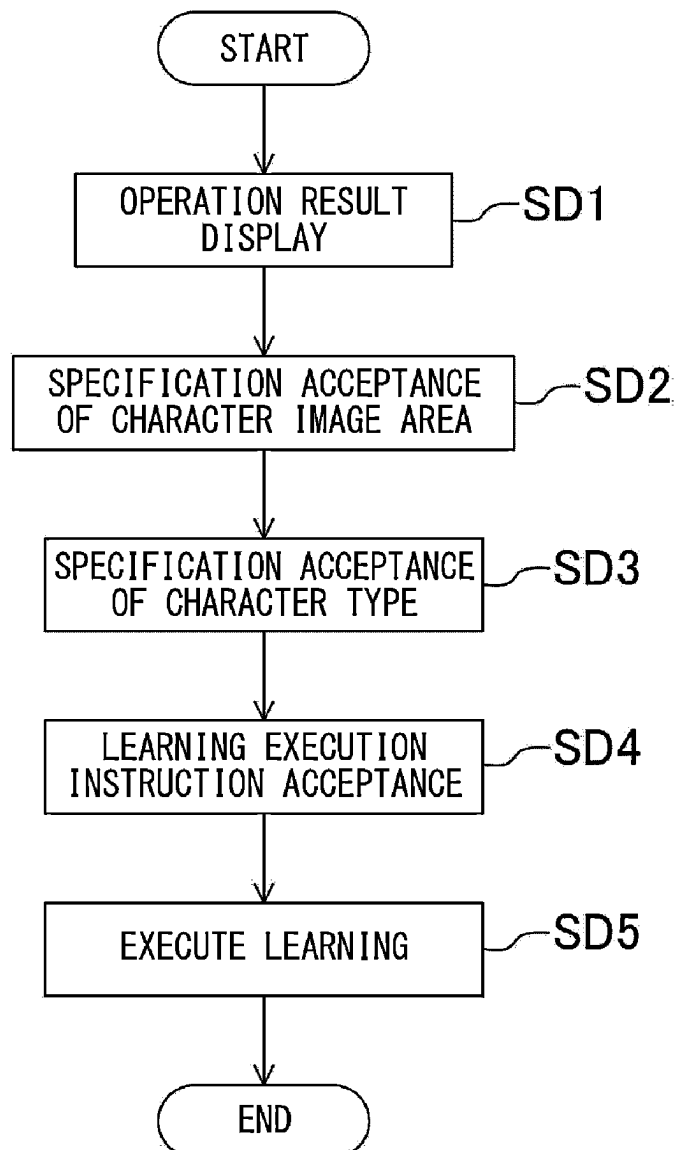 START
OPERATION RESULT
DISPLAY
SD1
SPECIFICATION ACCEPTANCE
OF CHARACTER IMAGE AREA
SD2
SPECIFICATION ACCEPTANCE
OF CHARACTER TYPE
SD3
LEARNING EXECUTION
INSTRUCTION ACCEPTANCE
SD4
EXECUTE LEARNING
SD5
END